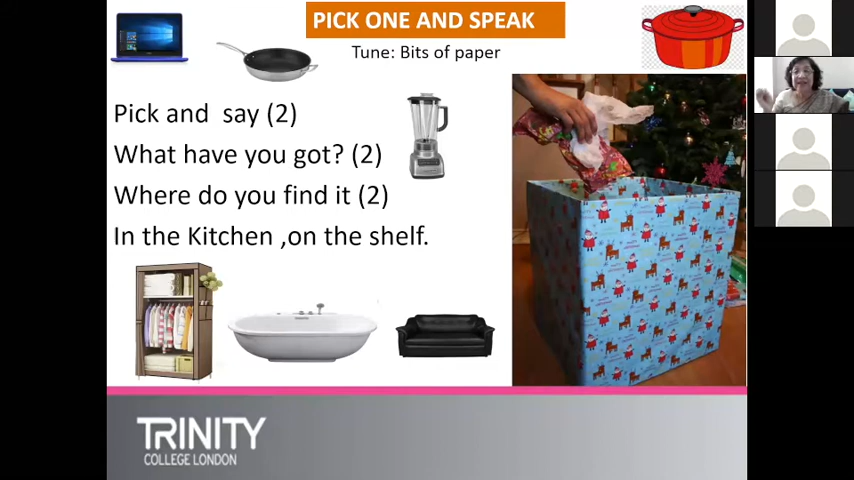 PICK ONE AND SPEAK
Tune: Bits of paper
Pick and say (2)
What have you got? (2)
Where do you find it (2)
In the Kitchen ,on the shelf.
TRINITY
COLLEGE LONDON